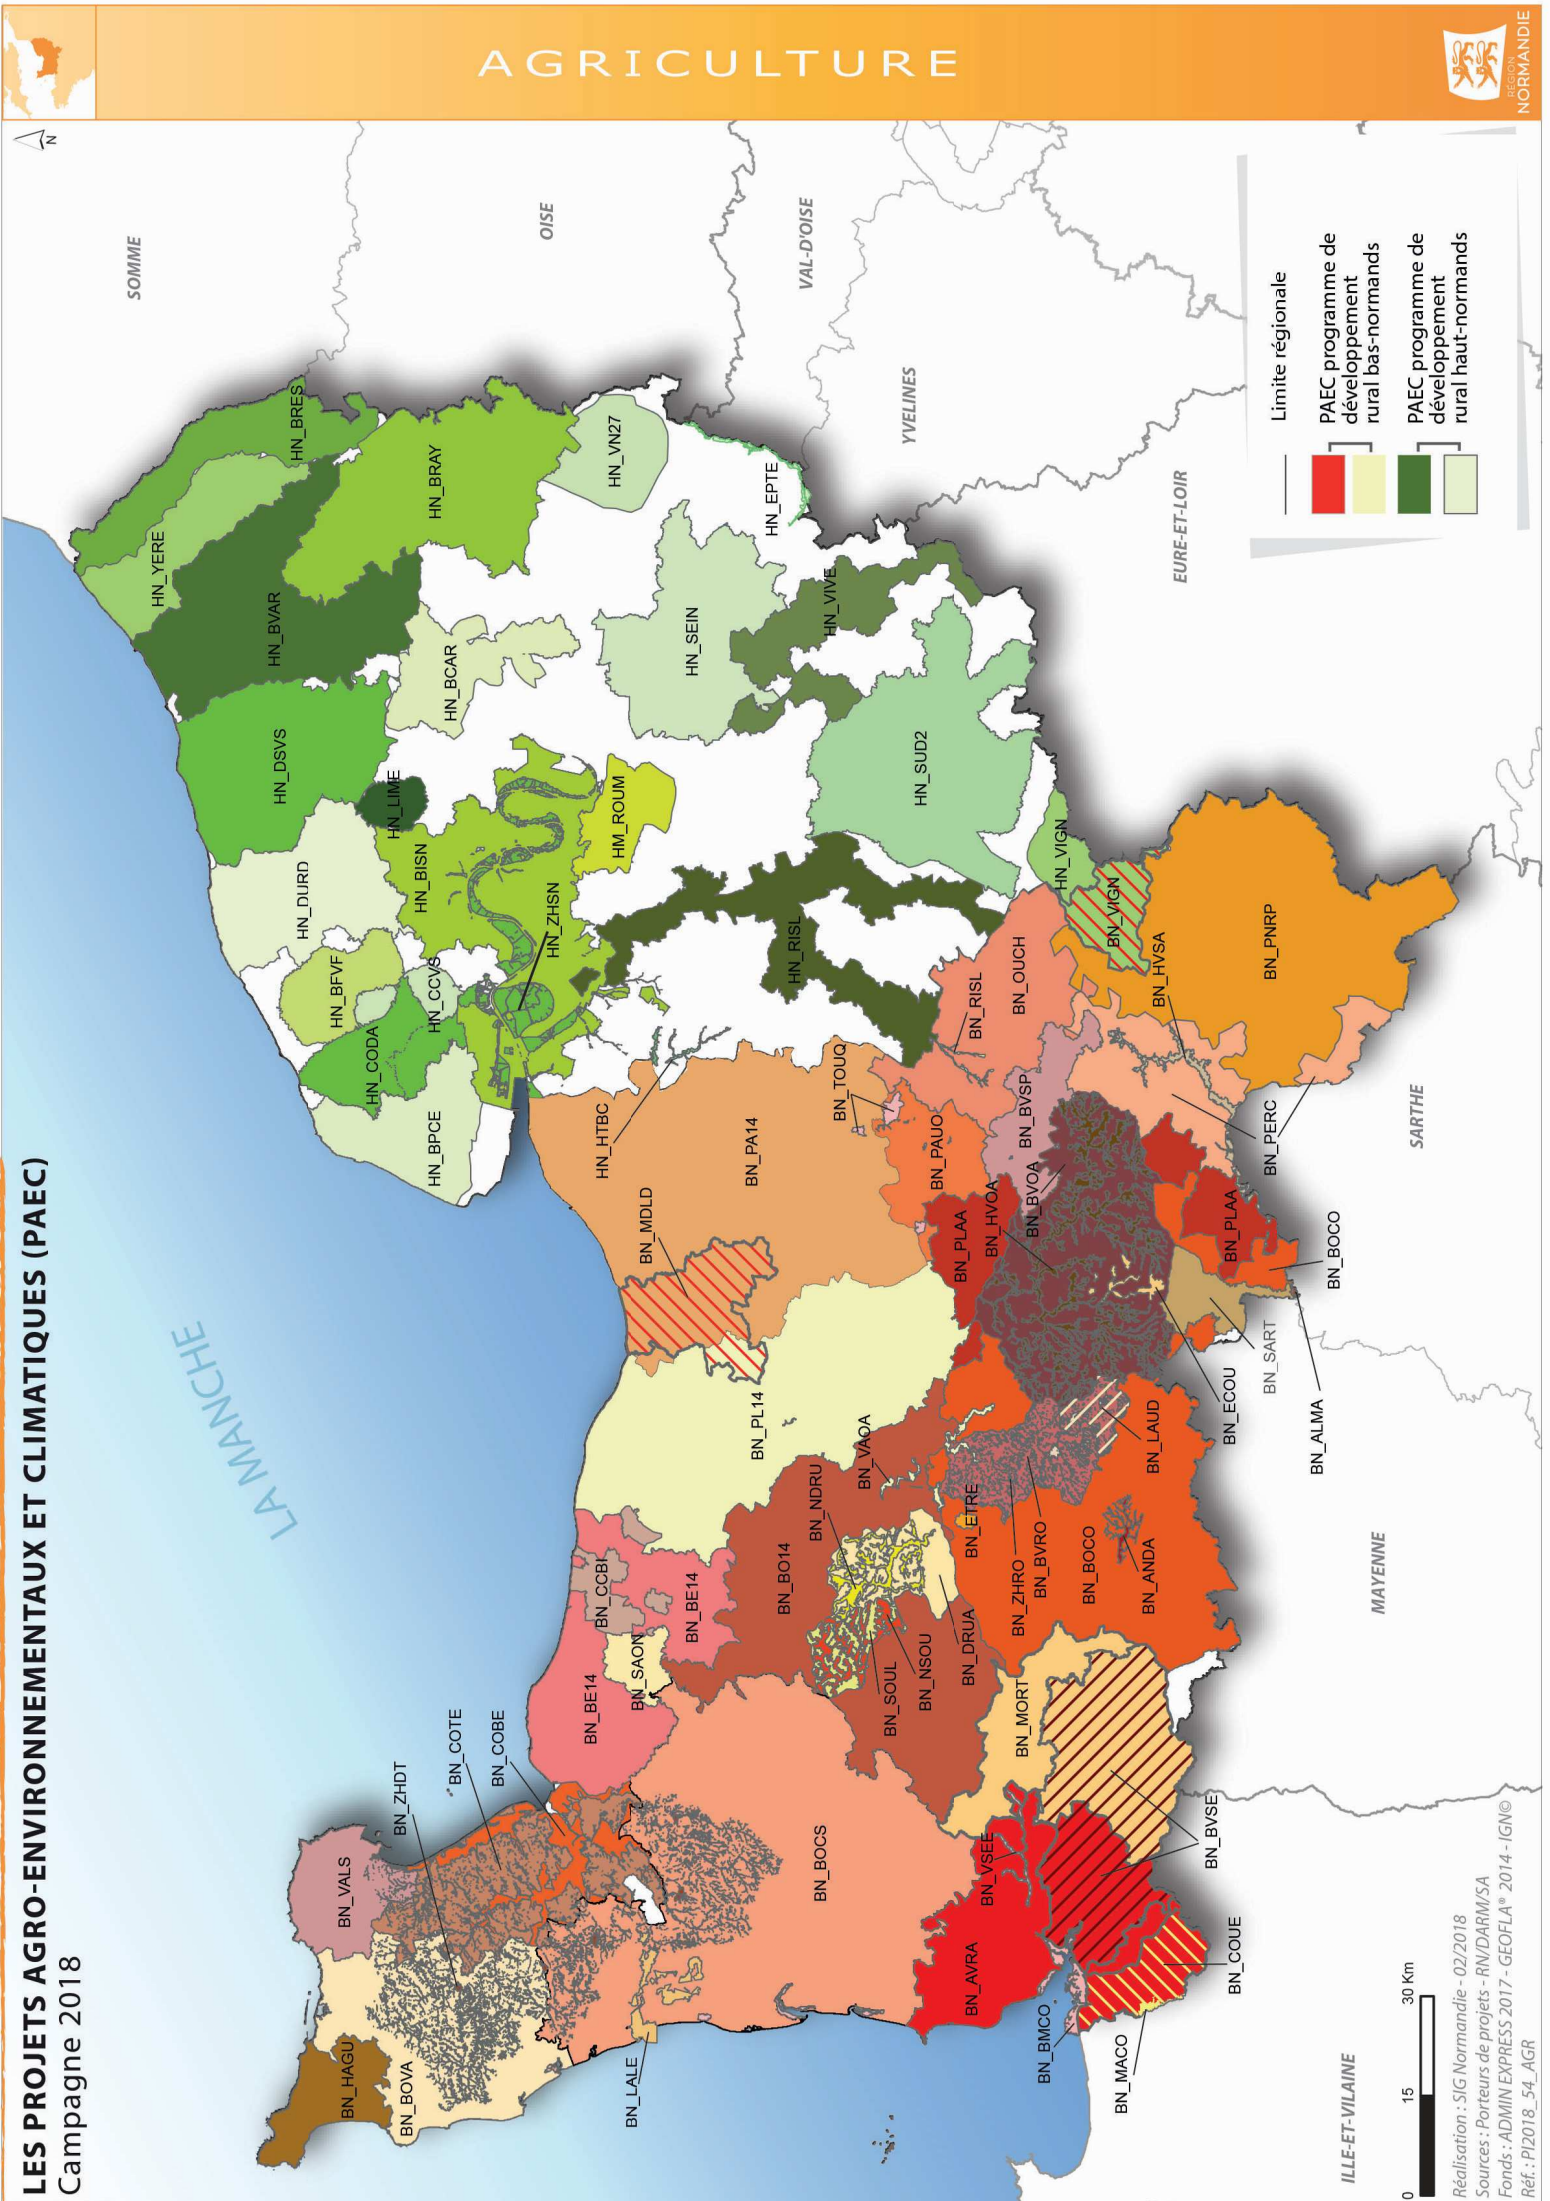 LES PROJETS AGRO-ENVIRONNEMENTAUX ET CLIMATIQUES (PAEC)
Campagne 2018
AGRICULTURE
RÉGION
NORMANDIE
N
LA MANCHE
SOMME
OISE
VAL-D'OISE
YVELINES
EURE-ET-LOIR
SARTHE
MAYENNE
ILLE-ET-VILAINE
HN_BRES
HN_YERE
HN_BVAR
HN_BRAY
HN_VN27
HN_EPTE
HN_DSVS
HN_BCAR
HN_SEIN
HN_VIVE
HN_LIME
HN_DURD
HN_BISN
HM_ROUM
HN_SUD2
HN_BFVF
HN_CCVS
HN_CODA
HN_ZHSN
HN_RISL
HN_VIGN
BN_VIGN
HN_BPCE
HN_HTBC
BN_TOUQ
BN_RISL
BN_OUCH
BN_HVSA
BN_PNRP
BN_MDLD
BN_PA14
BN_PAUO
BN_BVSP
BN_BVOA
BN_HVOA
BN_PERC
BN_PLAA
BN_PLAA
BN_BOCO
BN_SART
BN_ALMA
BN_ECOU
BN_PL14
BN_VAOA
BN_LAUD
BN_NDRU
BN_ETRE
BN_ZHRO
BN_BVRO
BN_BOCO
BN_ANDA
BN_CCBI
BN_BE14
BN_BE14
BN_SAON
BN_BO14
BN_SOUL
BN_NSOU
BN_DRUA
BN_MORT
BN_COBE
BN_COTE
BN_ZHDT
BN_VALS
BN_BOCS
BN_VSEE
BN_BVSE
BN_AVRA
BN_COUE
BN_HAGU
BN_BOVA
BN_LALE
BN_BMCO
BN_MACO
Limite régionale
PAEC programme de
développement
rural bas-normands
PAEC programme de
développement
rural haut-normands
0 15 30 Km
Réalisation : SIG Normandie - 02/2018
Sources : Porteurs de projets - RN/DARM/SA
Fonds : ADMIN EXPRESS 2017 - GEOFLA® 2014 - IGN©
Réf. : PI2018_54_AGR